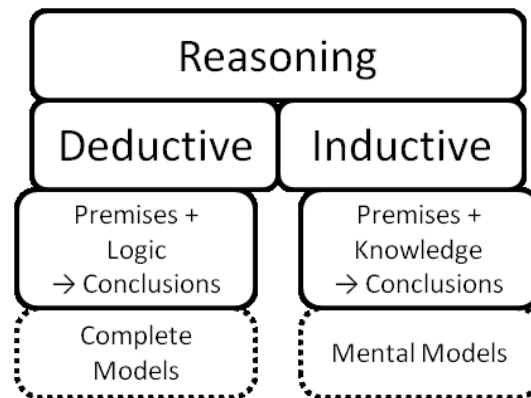 Reasoning
Deductive
Inductive
Premises +
Logic
→ Conclusions
Premises +
Knowledge
→ Conclusions
Complete
Models
Mental Models